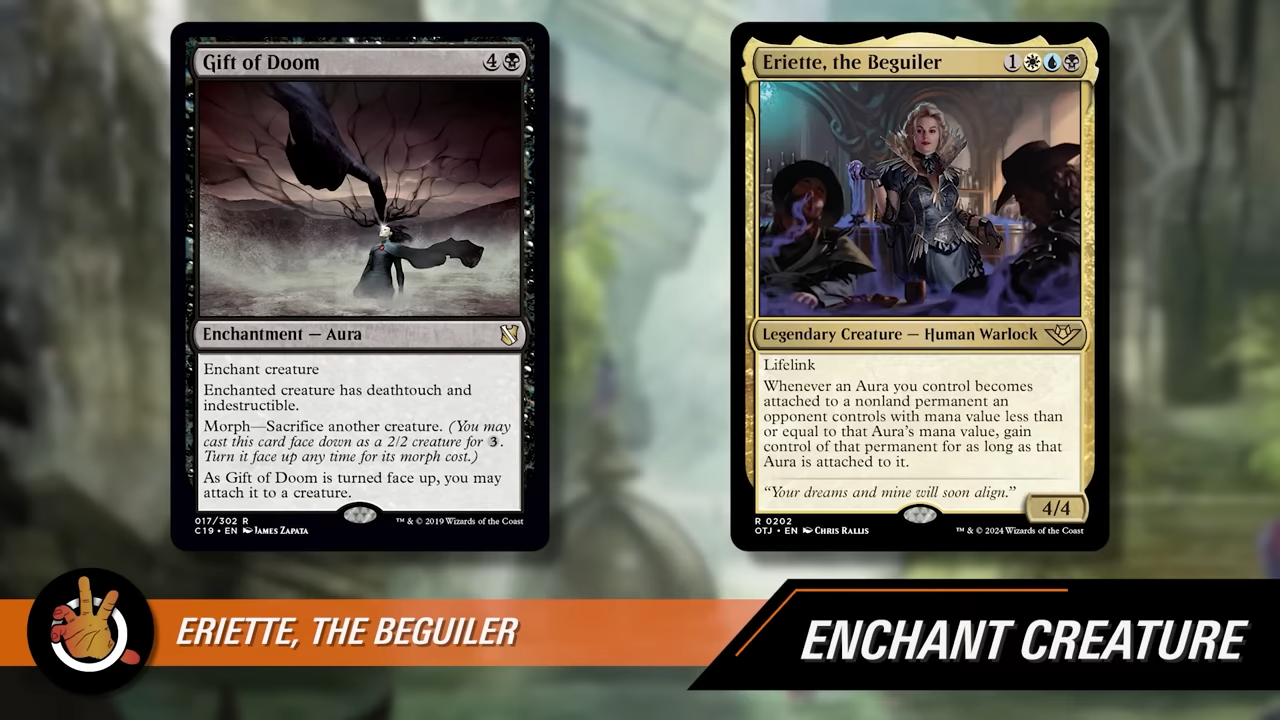 Gift of Doom 4
Enchantment — Aura
Enchant creature
Enchanted creature has deathtouch and
indestructible.
Morph—Sacrifice another creature. (You may
cast this card face down as a 2/2 creature for 3.
Turn it face up any time for its morph cost.)
As Gift of Doom is turned face up, you may
attach it to a creature.
017/302 R
C19 • EN JAMES ZAPATA
™ & © 2019 Wizards of the Coast
Eriette, the Beguiler 1
Legendary Creature — Human Warlock
Lifelink
Whenever an Aura you control becomes
attached to a nonland permanent an
opponent controls with mana value less than
or equal to that Aura's mana value, gain
control of that permanent for as long as that
Aura is attached to it.
“Your dreams and mine will soon align.”
4/4
R 0202
OTJ • EN CHRIS RALLIS
™ & © 2024 Wizards of the Coast
ERIETTE, THE BEGUILER
ENCHANT CREATURE